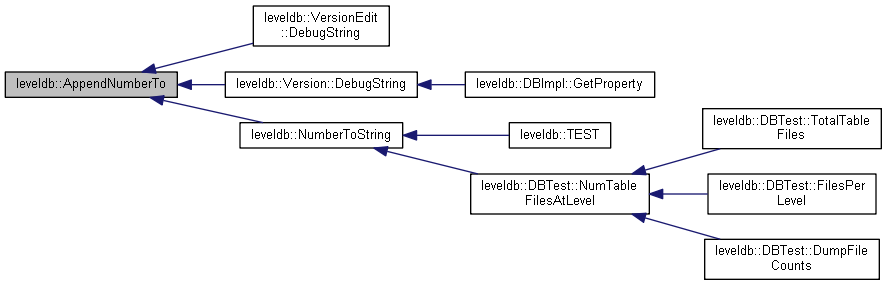 leveldb::VersionEdit
::DebugString
leveldb::AppendNumberTo
leveldb::Version::DebugString
leveldb::DBImpl::GetProperty
leveldb::NumberToString
leveldb::TEST
leveldb::DBTest::TotalTable
Files
leveldb::DBTest::NumTable
FilesAtLevel
leveldb::DBTest::FilesPer
Level
leveldb::DBTest::DumpFile
Counts